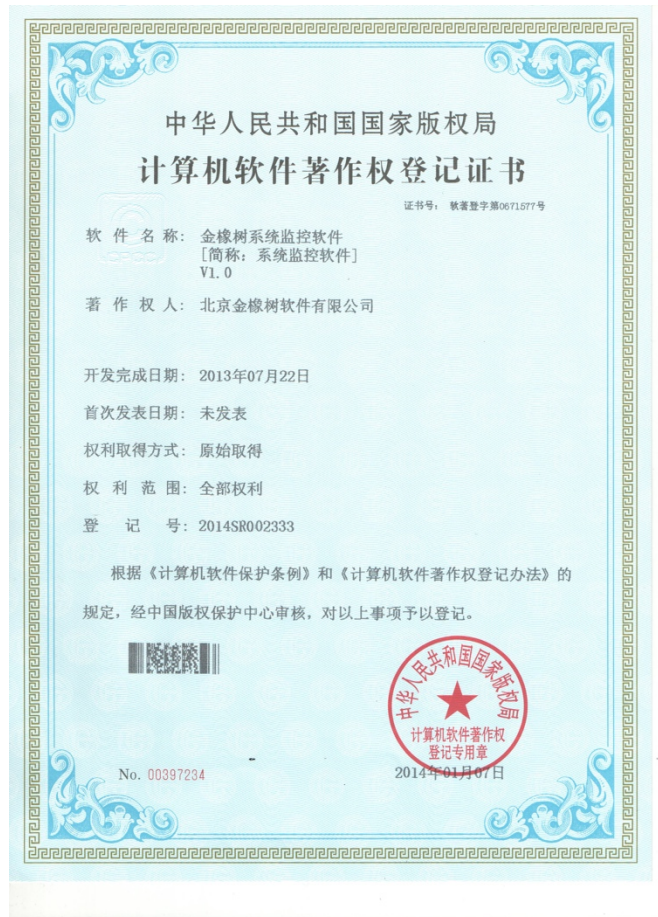 中华人民共和国国家版权局
计算机软件著作权登记证书
证书号： 软著登字第0671577号
软件名称： 金橡树系统监控软件
[简称：系统监控软件]
V1.0
著作权人： 北京金橡树软件有限公司
开发完成日期： 2013年07月22日
首次发表日期： 未发表
权利取得方式： 原始取得
权利范围： 全部权利
登记号： 2014SR002333
根据《计算机软件保护条例》和《计算机软件著作权登记办法》的
规定，经中国版权保护中心审核，对以上事项予以登记。
中华人民共和国国家版权局
计算机软件著作权
登记专用章
No. 00397234
2014年01月07日